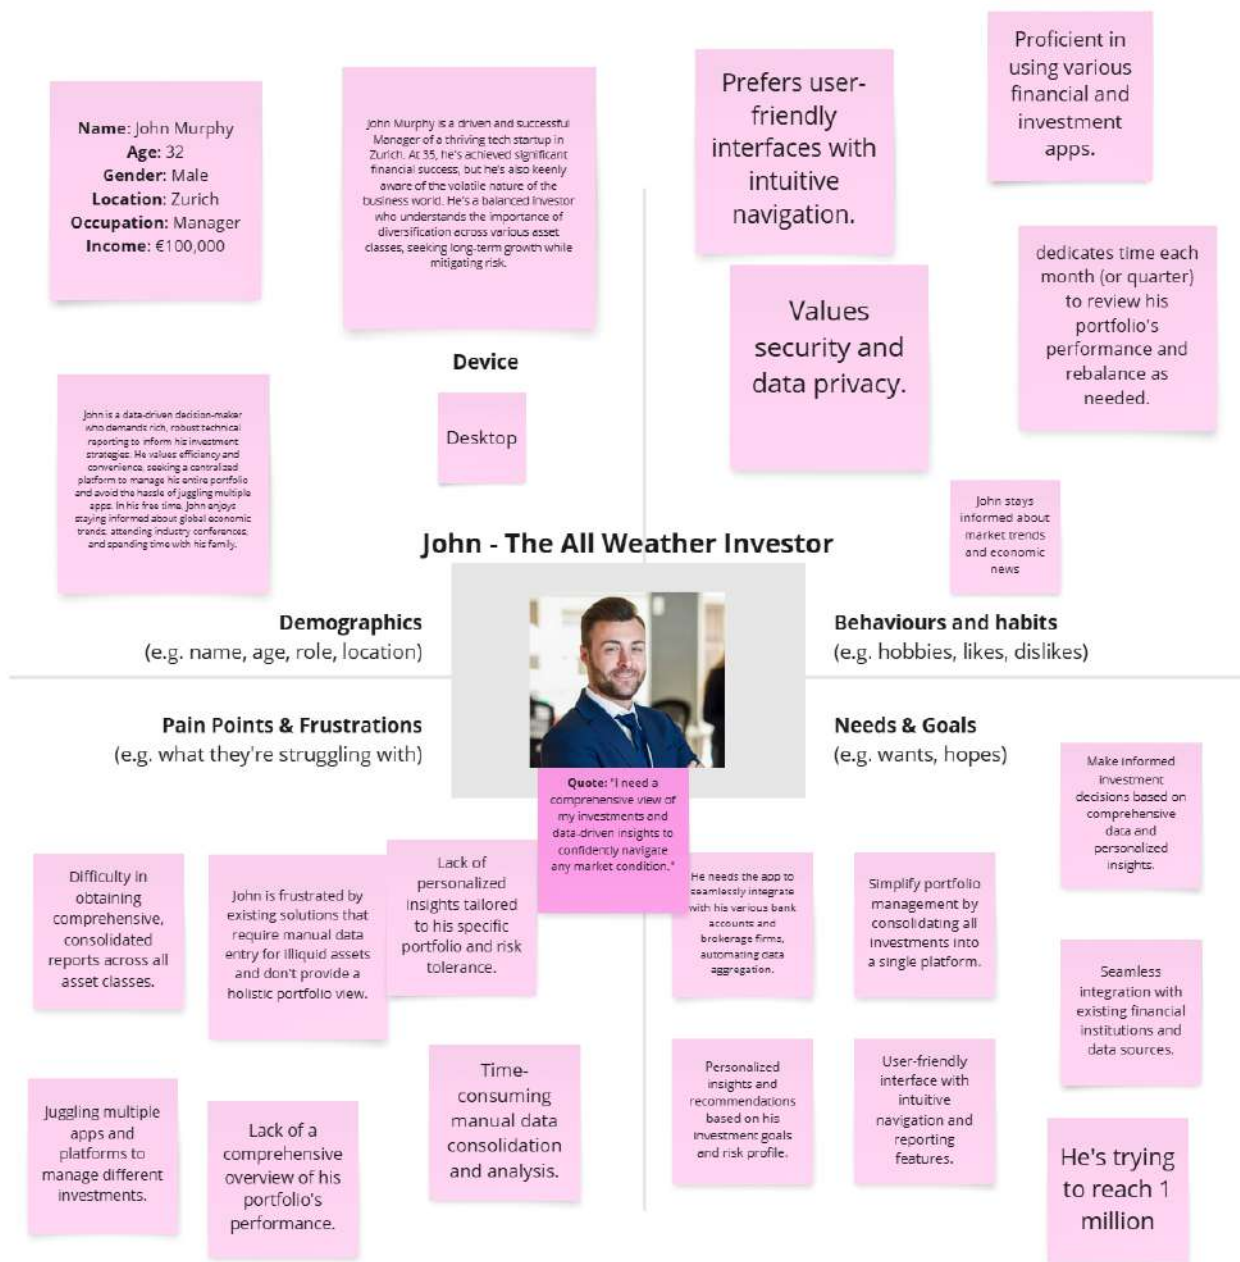 Name: John Murphy
Age: 32
Gender: Male
Location: Zurich
Occupation: Manager
Income: €100,000
John Murphy is a driven and successful
Manager of a thriving tech startup in
Zurich. At 35, he's achieved significant
financial success, but he's also keenly
aware of the volatile nature of the
business world. He's a balanced investor
who understands the importance of
diversification across various asset
classes, seeking long-term growth while
mitigating risk.
John is a data-driven decision-maker
who demands rich, robust technical
reporting to inform his investment
strategies. He values efficiency and
convenience, seeking a centralized
platform to manage his entire portfolio
and avoid the hassle of juggling multiple
apps. In his free time, John enjoys
staying informed about global economic
trends, attending industry conferences,
and spending time with his family.
Device
Desktop
Prefers user-
friendly
interfaces with
intuitive
navigation.
Proficient in
using various
financial and
investment
apps.
Values
security and
data privacy.
dedicates time each
month (or quarter)
to review his
portfolio's
performance and
rebalance as
needed.
John stays
informed about
market trends
and economic
news
John - The All Weather Investor
Demographics
(e.g. name, age, role, location)
Behaviours and habits
(e.g. hobbies, likes, dislikes)
Pain Points & Frustrations
(e.g. what they're struggling with)
Needs & Goals
(e.g. wants, hopes)
Quote: "I need a
comprehensive view of
my investments and
data-driven insights to
confidently navigate
any market condition."
Difficulty in
obtaining
comprehensive,
consolidated
reports across all
asset classes.
John is frustrated by
existing solutions that
require manual data
entry for illiquid assets
and don't provide a
holistic portfolio view.
Lack of
personalized
insights tailored
to his specific
portfolio and risk
tolerance.
Juggling multiple
apps and
platforms to
manage different
investments.
Lack of a
comprehensive
overview of his
portfolio's
performance.
Time-
consuming
manual data
consolidation
and analysis.
He needs the app to
seamlessly integrate
with his various bank
accounts and
brokerage firms,
automating data
aggregation.
Simplify portfolio
management by
consolidating all
investments into
a single platform.
Make informed
investment
decisions based on
comprehensive
data and
personalized
insights.
Seamless
integration with
existing financial
institutions and
data sources.
Personalized
insights and
recommendations
based on his
investment goals
and risk profile.
User-friendly
interface with
intuitive
navigation and
reporting
features.
He's trying
to reach 1
million